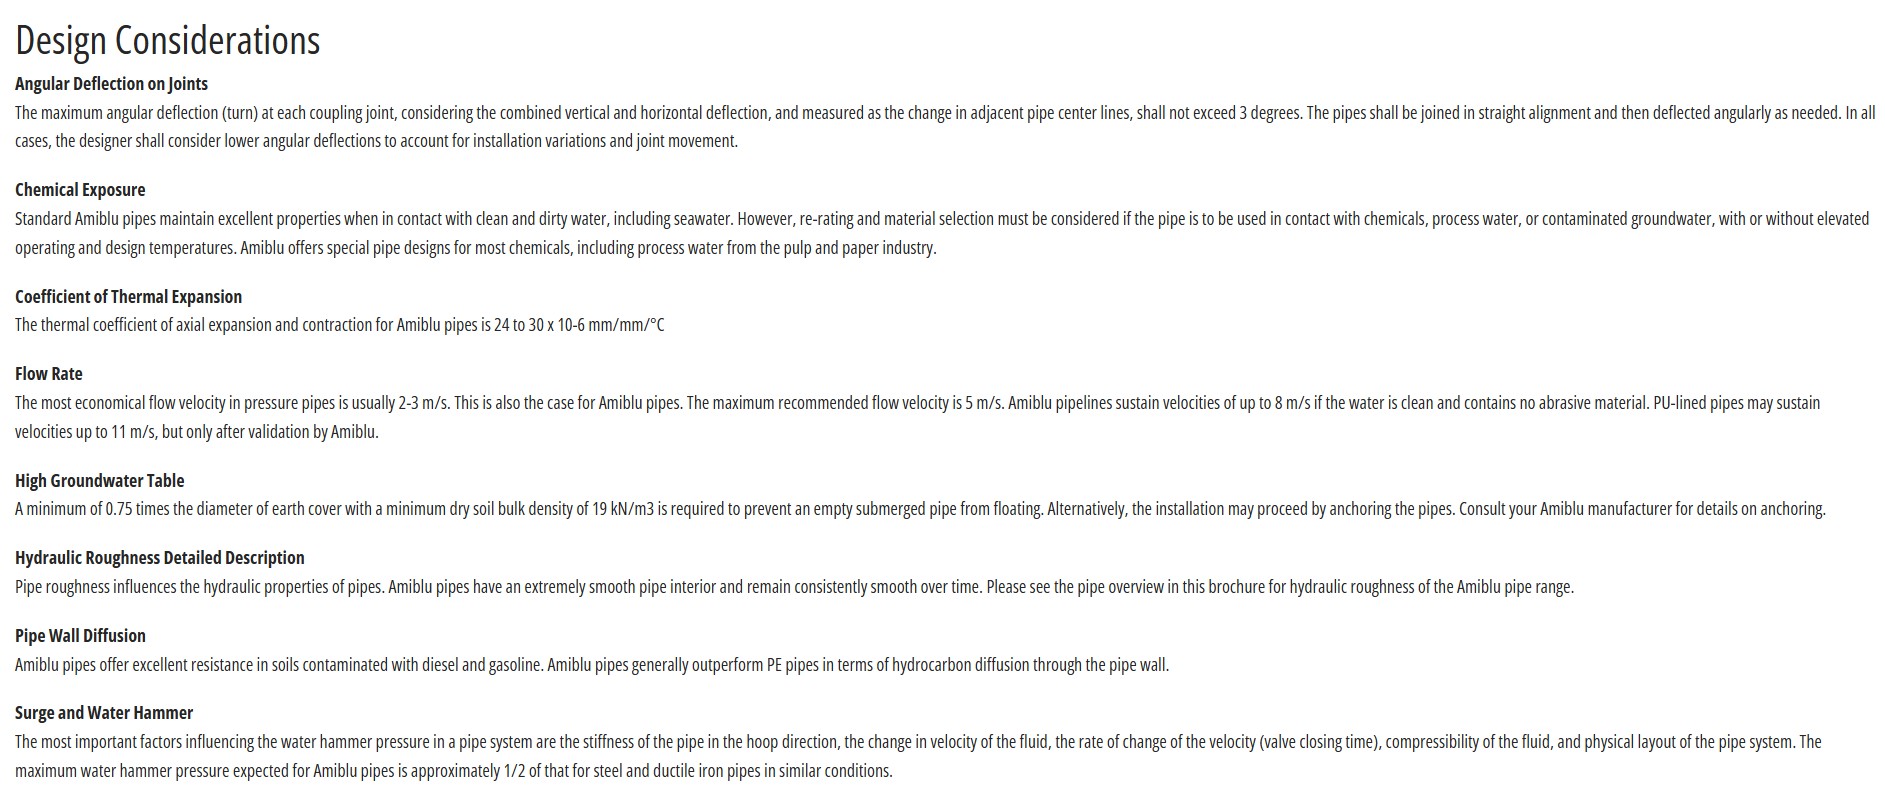 Design Considerations
Angular Deflection on Joints
The maximum angular deflection (turn) at each coupling joint, considering the combined vertical and horizontal deflection, and measured as the change in adjacent pipe center lines, shall not exceed 3 degrees. The pipes shall be joined in straight alignment and then deflected angularly as needed. In all
cases, the designer shall consider lower angular deflections to account for installation variations and joint movement.
Chemical Exposure
Standard Amiblu pipes maintain excellent properties when in contact with clean and dirty water, including seawater. However, re-rating and material selection must be considered if the pipe is to be used in contact with chemicals, process water, or contaminated groundwater, with or without elevated
operating and design temperatures. Amiblu offers special pipe designs for most chemicals, including process water from the pulp and paper industry.
Coefficient of Thermal Expansion
The thermal coefficient of axial expansion and contraction for Amiblu pipes is 24 to 30 x 10-6 mm/mm/°C
Flow Rate
The most economical flow velocity in pressure pipes is usually 2-3 m/s. This is also the case for Amiblu pipes. The maximum recommended flow velocity is 5 m/s. Amiblu pipelines sustain velocities of up to 8 m/s if the water is clean and contains no abrasive material. PU-lined pipes may sustain
velocities up to 11 m/s, but only after validation by Amiblu.
High Groundwater Table
A minimum of 0.75 times the diameter of earth cover with a minimum dry soil bulk density of 19 kN/m3 is required to prevent an empty submerged pipe from floating. Alternatively, the installation may proceed by anchoring the pipes. Consult your Amiblu manufacturer for details on anchoring.
Hydraulic Roughness Detailed Description
Pipe roughness influences the hydraulic properties of pipes. Amiblu pipes have an extremely smooth pipe interior and remain consistently smooth over time. Please see the pipe overview in this brochure for hydraulic roughness of the Amiblu pipe range.
Pipe Wall Diffusion
Amiblu pipes offer excellent resistance in soils contaminated with diesel and gasoline. Amiblu pipes generally outperform PE pipes in terms of hydrocarbon diffusion through the pipe wall.
Surge and Water Hammer
The most important factors influencing the water hammer pressure in a pipe system are the stiffness of the pipe in the hoop direction, the change in velocity of the fluid, the rate of change of the velocity (valve closing time), compressibility of the fluid, and physical layout of the pipe system. The
maximum water hammer pressure expected for Amiblu pipes is approximately 1/2 of that for steel and ductile iron pipes in similar conditions.